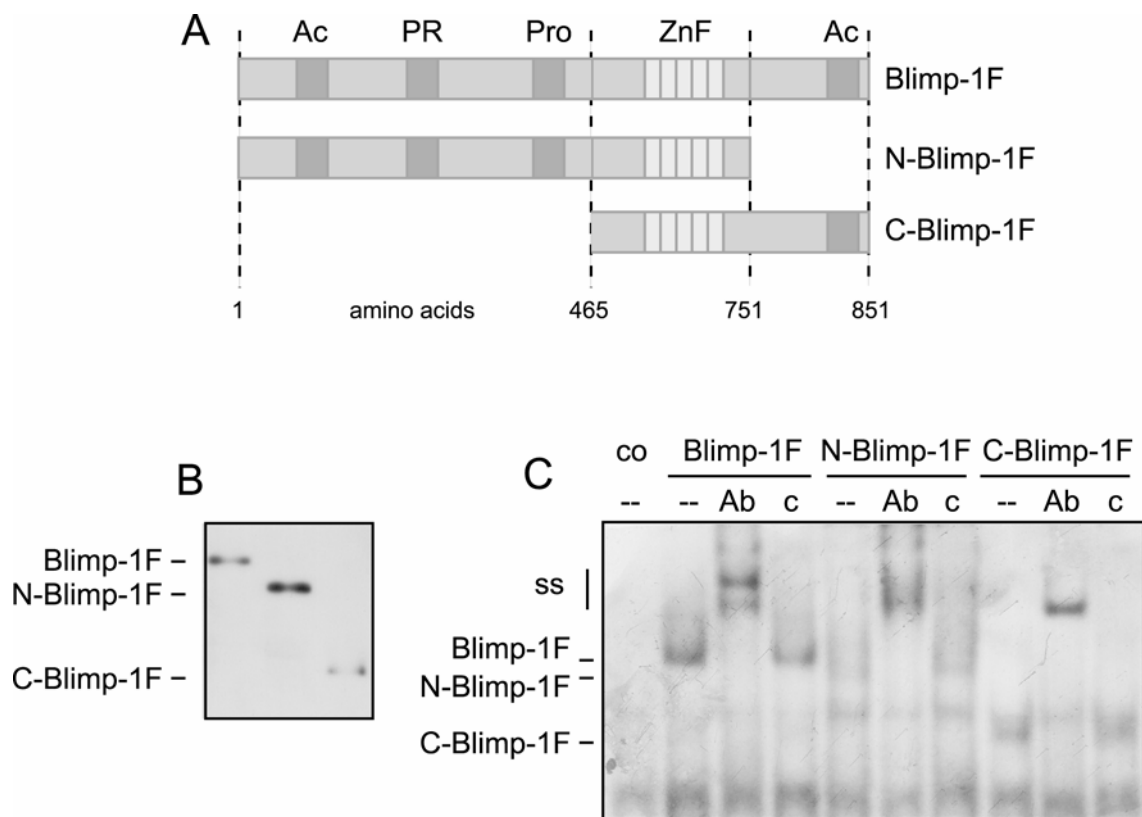 A
Ac PR Pro ZnF Ac
Blimp-1F
N-Blimp-1F
C-Blimp-1F
1 amino acids 465 751 851
B
Blimp-1F –
N-Blimp-1F –
C-Blimp-1F –
C
co Blimp-1F N-Blimp-1F C-Blimp-1F
-- -- Ab c -- Ab c -- Ab c
ss
Blimp-1F –
N-Blimp-1F –
C-Blimp-1F –